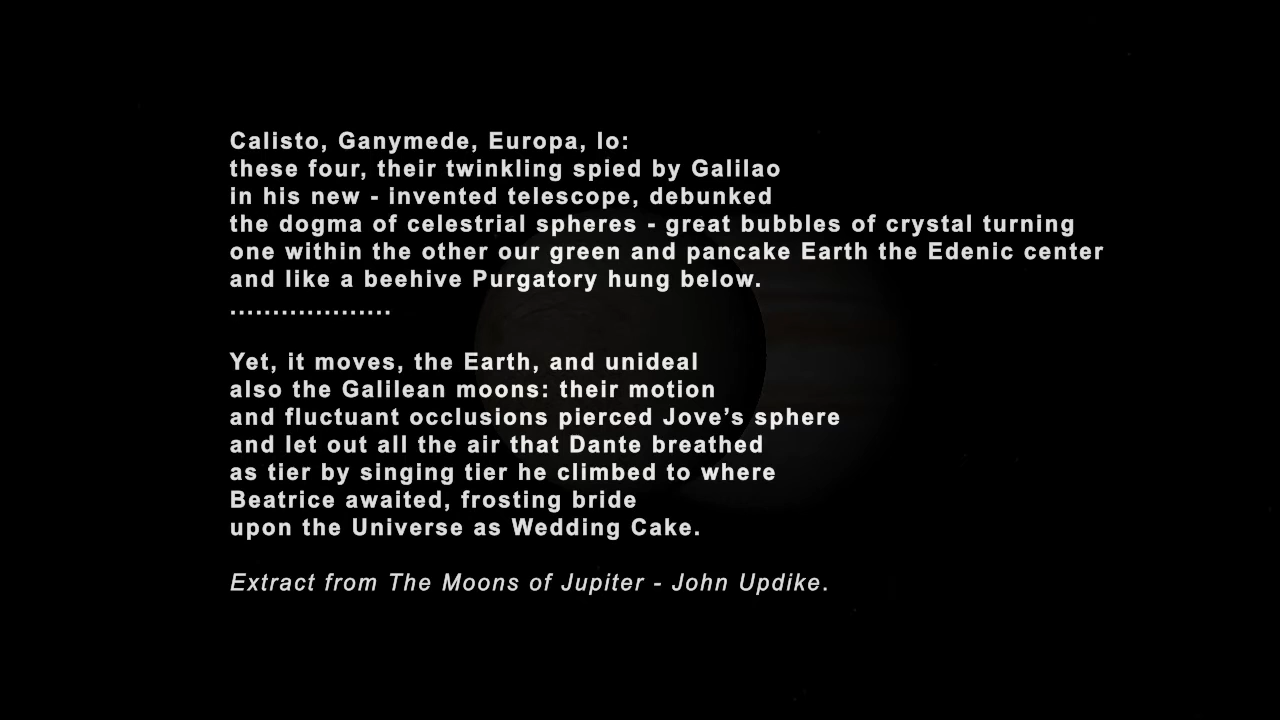 Calisto, Ganymede, Europa, Io:
these four, their twinkling spied by Galilao
in his new - invented telescope, debunked
the dogma of celestrial spheres - great bubbles of crystal turning
one within the other our green and pancake Earth the Edenic center
and like a beehive Purgatory hung below.
...................
Yet, it moves, the Earth, and unideal
also the Galilean moons: their motion
and fluctuant occlusions pierced Jove’s sphere
and let out all the air that Dante breathed
as tier by singing tier he climbed to where
Beatrice awaited, frosting bride
upon the Universe as Wedding Cake.
Extract from The Moons of Jupiter - John Updike.